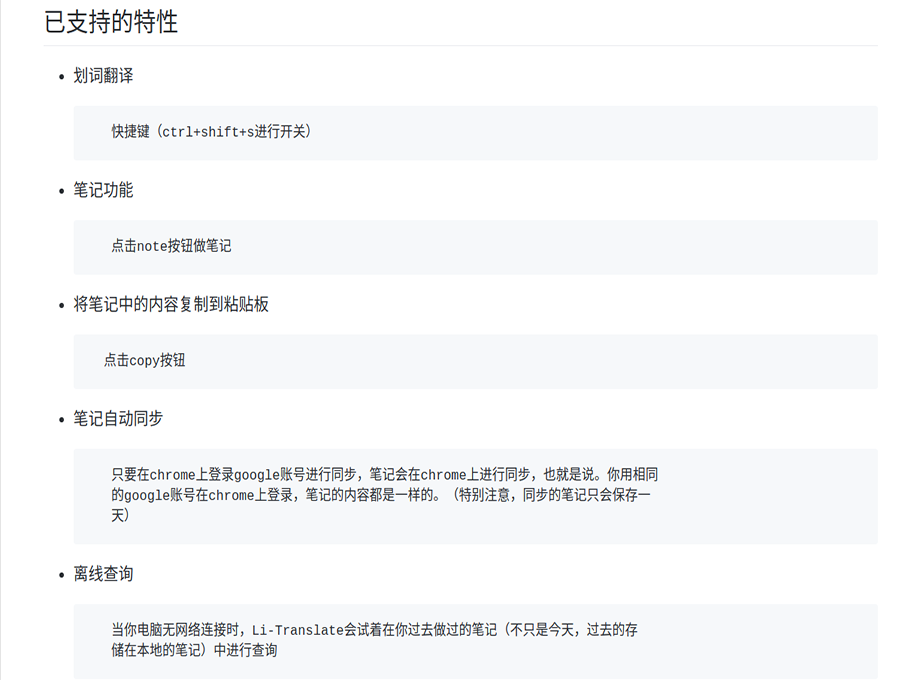 已支持的特性
划词翻译
快捷键（ctrl+shift+s进行开关）
笔记功能
点击note按钮做笔记
将笔记中的内容复制到粘贴板
点击copy按钮
笔记自动同步
只要在chrome上登录google账号进行同步，笔记会在chrome上进行同步，也就是说。你用相同
的google账号在chrome上登录，笔记的内容都是一样的。（特别注意，同步的笔记只会保存一
天）
离线查询
当你电脑无网络连接时，Li-Translate会试着在你过去做过的笔记（不只是今天，过去的存
储在本地的笔记）中进行查询